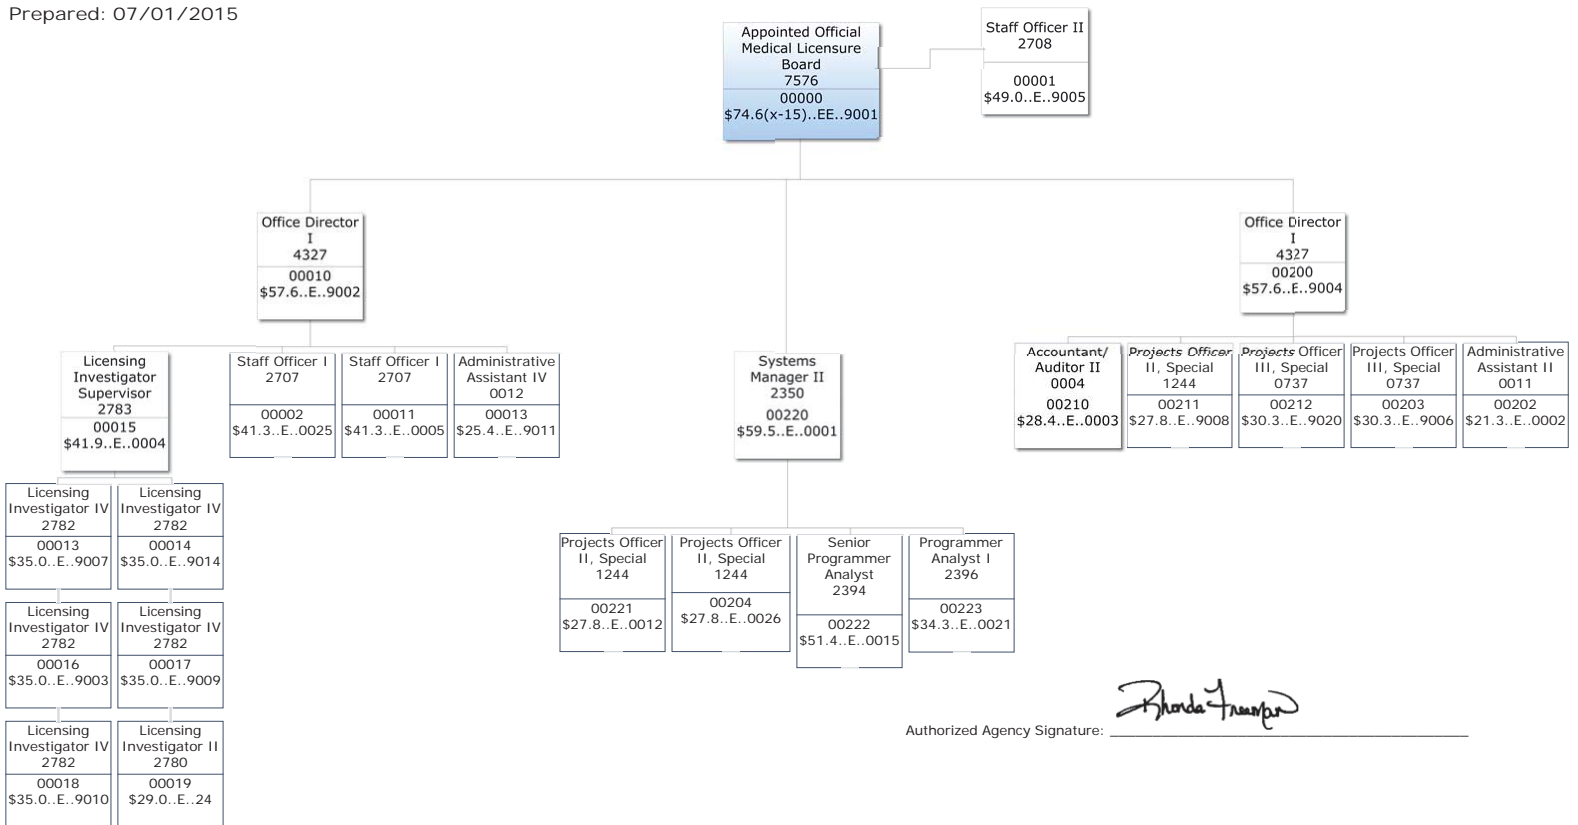 Prepared: 07/01/2015
Appointed Official
Medical Licensure
Board
7576
00000
$74.6(x-15)..EE..9001
Staff Officer II
2708
00001
$49.0..E..9005
Office Director
I
4327
00010
$57.6..E..9002
Office Director
I
4327
00200
$57.6..E..9004
Licensing
Investigator
Supervisor
2783
00015
$41.9..E..0004
Staff Officer I
2707
00002
$41.3..E..0025
Staff Officer I
2707
00011
$41.3..E..0005
Administrative
Assistant IV
0012
00013
$25.4..E..9011
Systems
Manager II
2350
00220
$59.5..E..0001
Accountant/
Auditor II
0004
00210
$28.4..E..0003
Projects Officer
II, Special
1244
00211
$27.8..E..9008
Projects Officer
III, Special
0737
00212
$30.3..E..9020
Projects Officer
III, Special
0737
00203
$30.3..E..9006
Administrative
Assistant II
0011
00202
$21.3..E..0002
Licensing
Investigator IV
2782
00013
$35.0..E..9007
Licensing
Investigator IV
2782
00014
$35.0..E..9014
Licensing
Investigator IV
2782
00016
$35.0..E..9003
Licensing
Investigator IV
2782
00017
$35.0..E..9009
Licensing
Investigator IV
2782
00018
$35.0..E..9010
Licensing
Investigator II
2780
00019
$29.0..E..24
Projects Officer
II, Special
1244
00221
$27.8..E..0012
Projects Officer
II, Special
1244
00204
$27.8..E..0026
Senior
Programmer
Analyst
2394
00222
$51.4..E..0015
Programmer
Analyst I
2396
00223
$34.3..E..0021
Rhonda Freeman
Authorized Agency Signature: